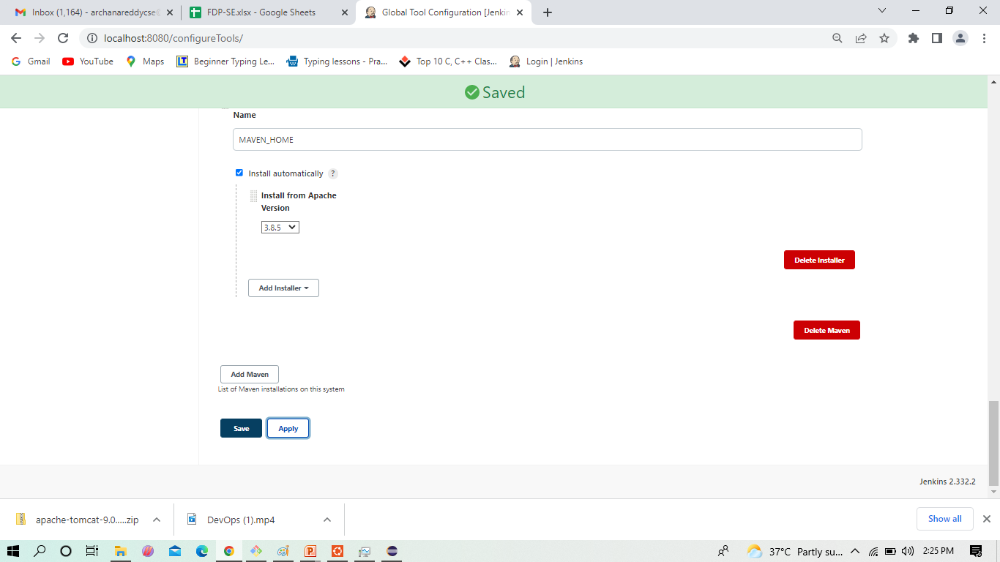 Inbox (1,164) - archanareddycse
FDP-SE.xlsx - Google Sheets
Global Tool Configuration [Jenkin
localhost:8080/configureTools/
Gmail
YouTube
Maps
Beginner Typing Le...
Typing lessons - Pra...
Top 10 C, C++ Clas...
Login | Jenkins
Saved
Name
MAVEN_HOME
Install automatically ?
Install from Apache
Version
3.8.5
Delete Installer
Add Installer
Delete Maven
Add Maven
List of Maven installations on this system
Save
Apply
Jenkins 2.332.2
apache-tomcat-9.0.....zip
DevOps (1).mp4
Show all
37°C Partly su...
2:25 PM